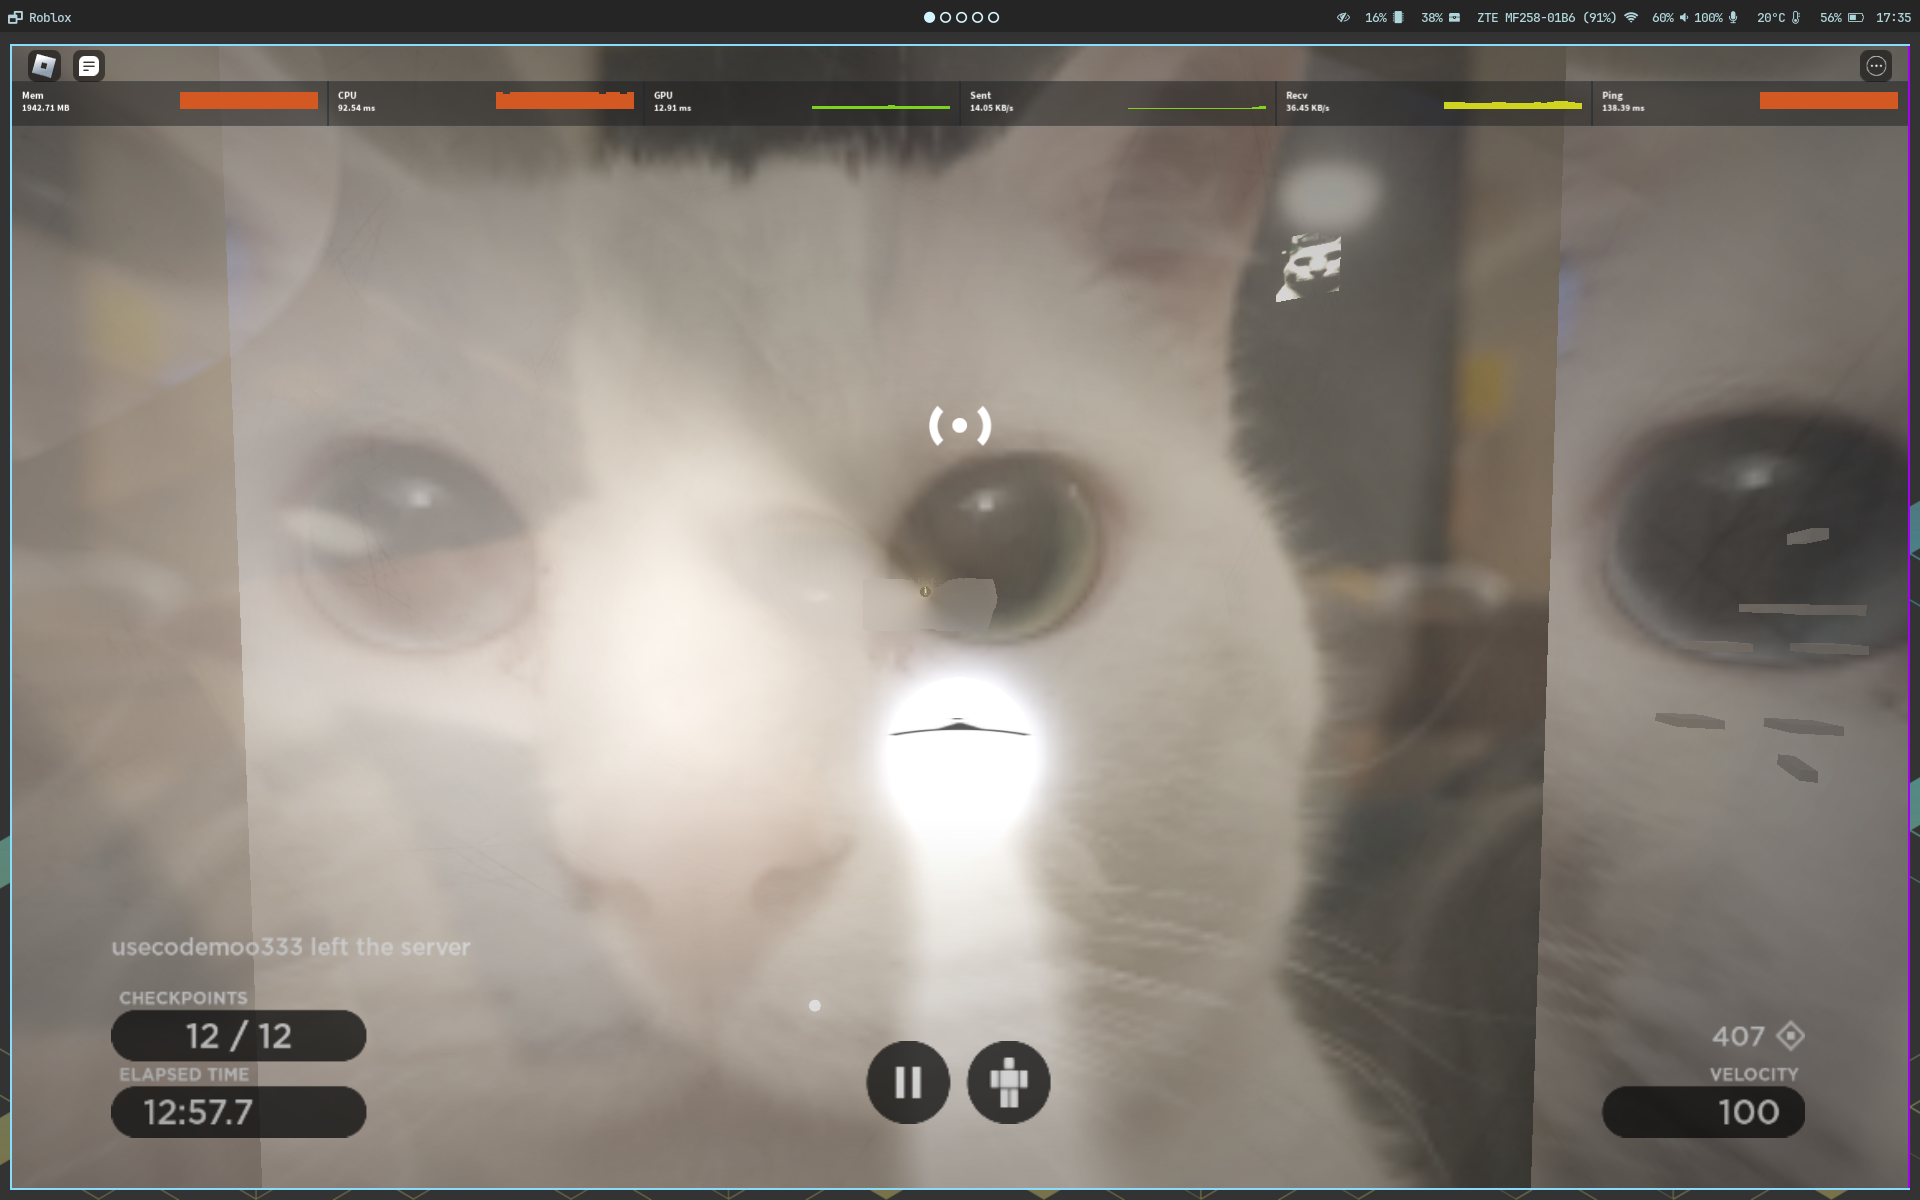 Roblox
16%
38%
ZTE MF258-01B6 (91%)
60%
100%
20°C
56%
17:35
Mem
1942.71 MB
CPU
92.54 ms
GPU
12.91 ms
Sent
14.05 KB/s
Recv
36.45 KB/s
Ping
138.39 ms
usecodemoo333 left the server
CHECKPOINTS
12 / 12
ELAPSED TIME
12:57.7
407
VELOCITY
100